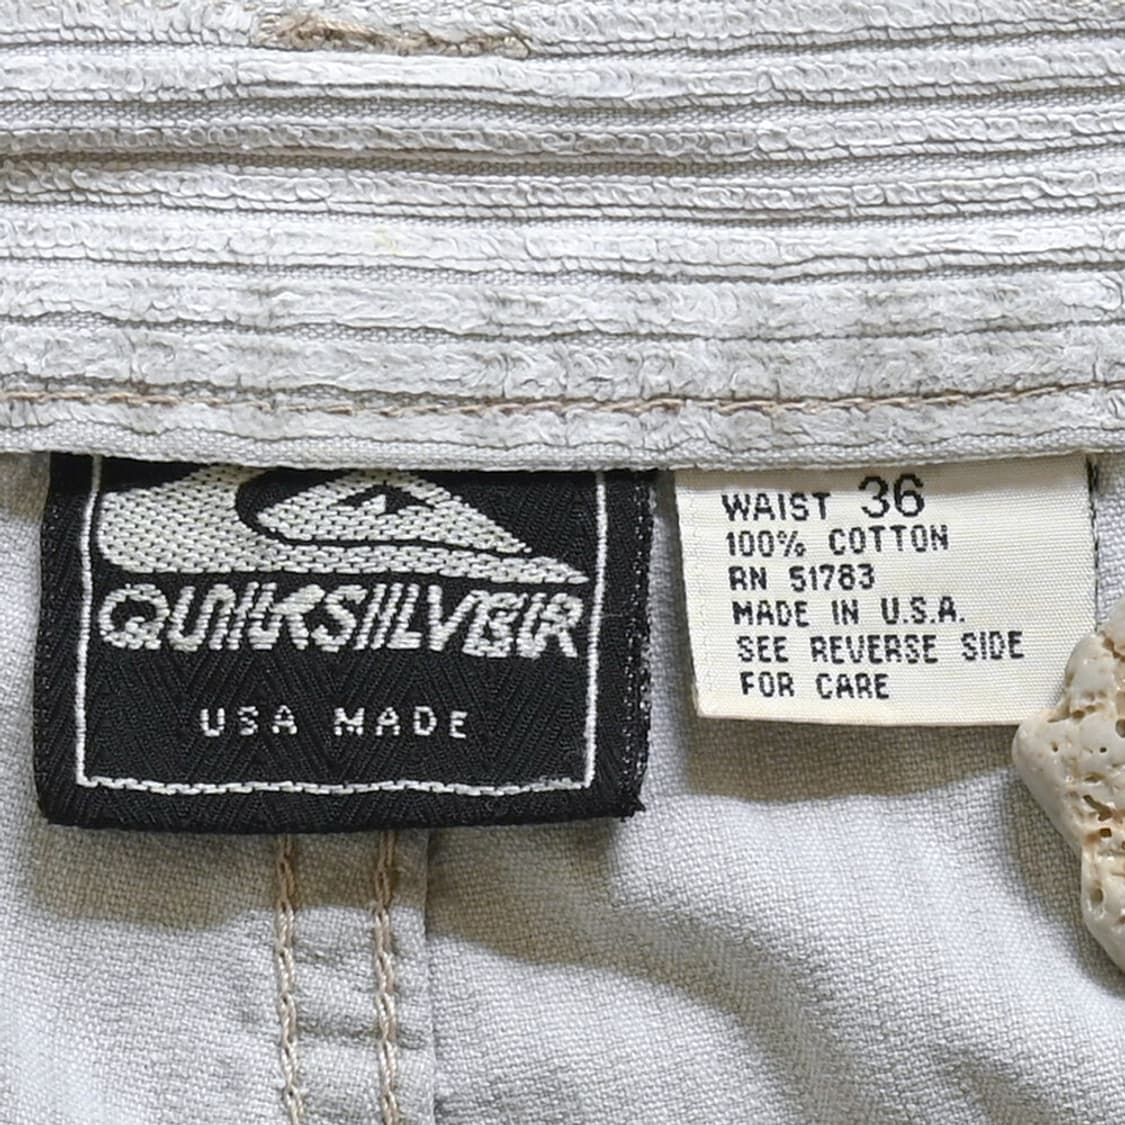 QUIKSILVER
USA MADE
WAIST 36
100% COTTON
RN 51783
MADE IN U.S.A.
SEE REVERSE SIDE
FOR CARE